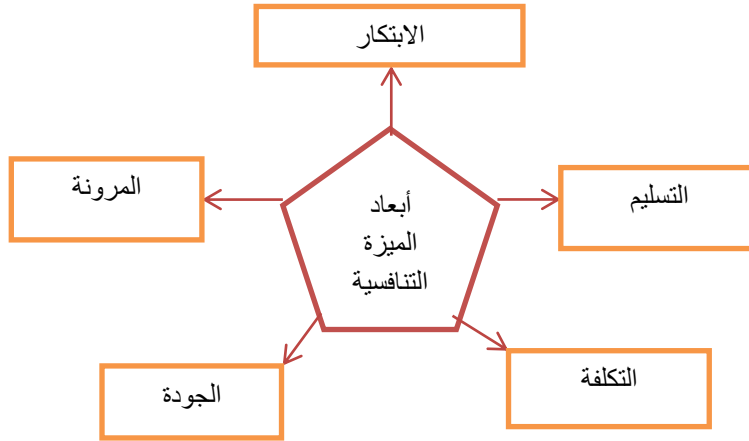 الابتكار
المرونة
التسليم
أبعاد
الميزة
التنافسية
الجودة
التكلفة